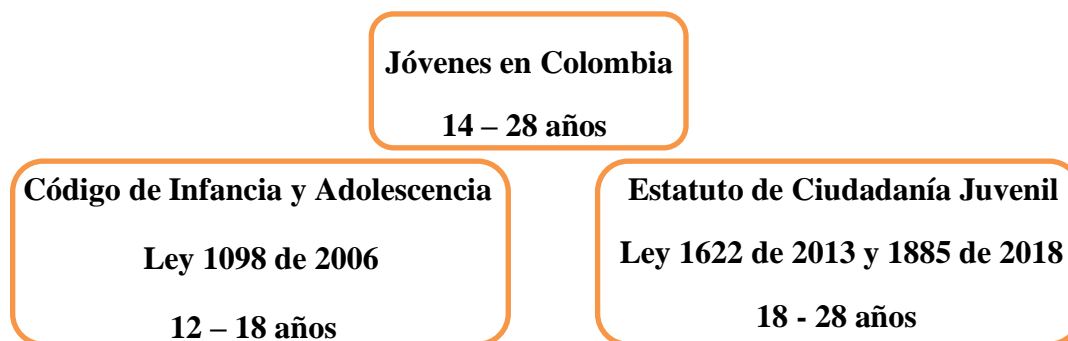 Jóvenes en Colombia
14 – 28 años
Código de Infancia y Adolescencia
Ley 1098 de 2006
12 – 18 años
Estatuto de Ciudadanía Juvenil
Ley 1622 de 2013 y 1885 de 2018
18 - 28 años